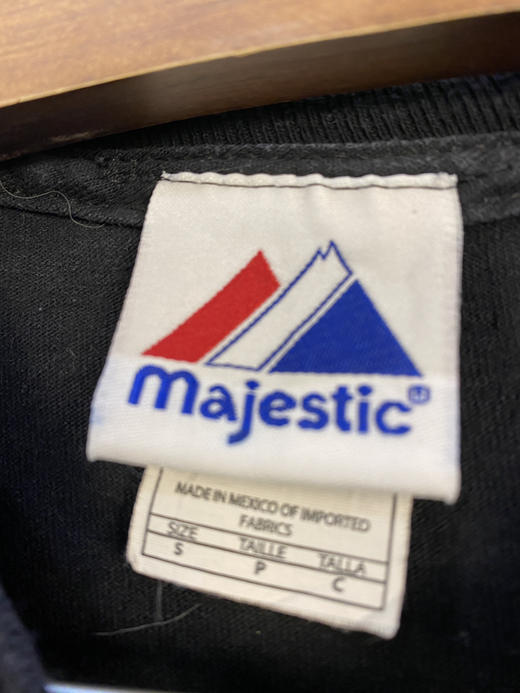 majestic®
MADE IN MEXICO OF IMPORTED
FABRICS
SIZE TAILLE TALLA
S P C